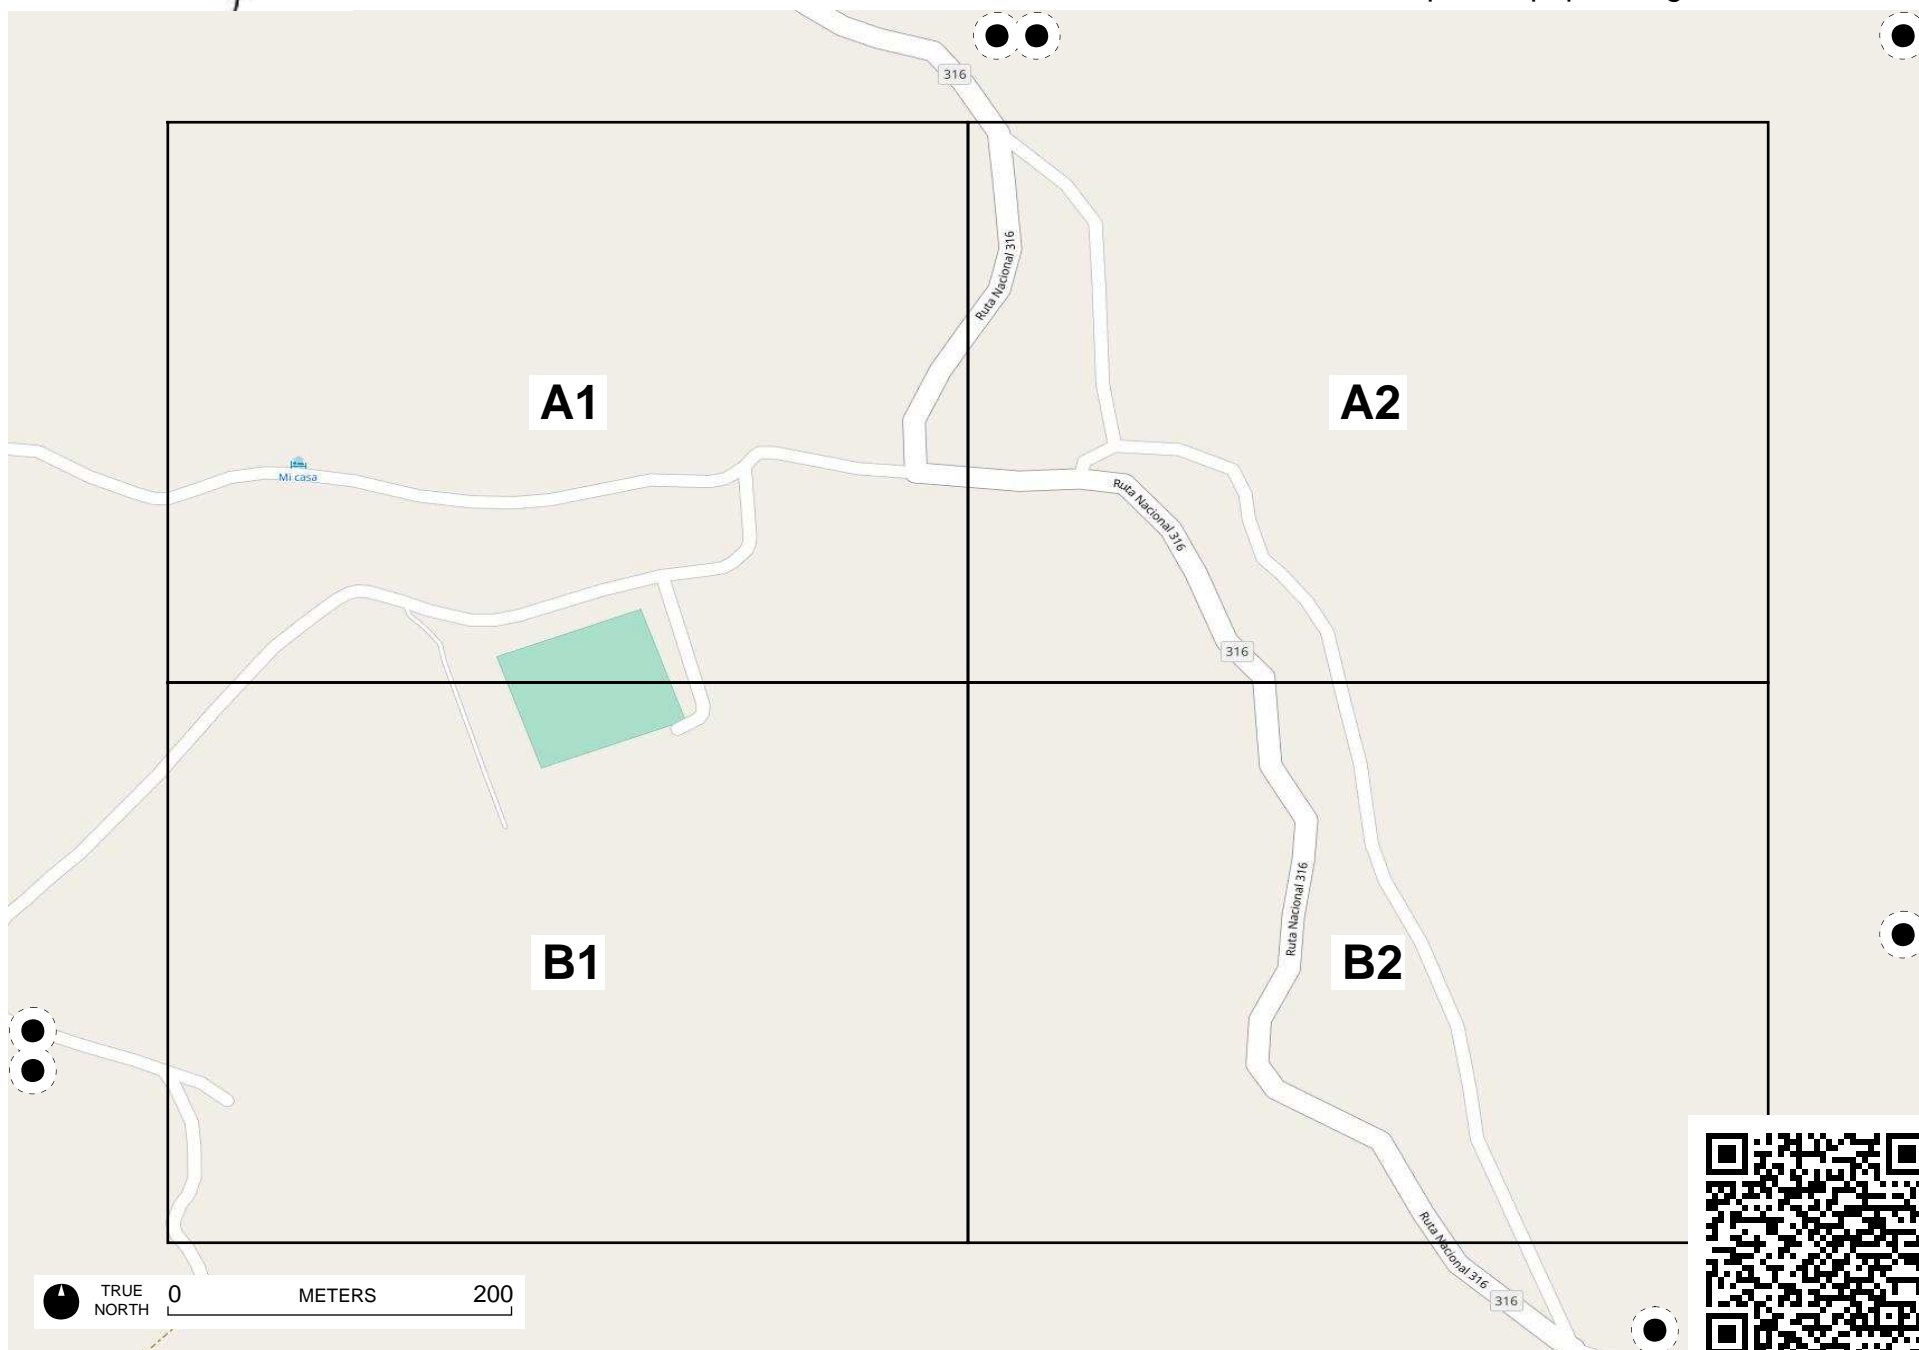 316
Ruta Nacional 316
A1
A2
Mi casa
Ruta Nacional 316
316
Ruta Nacional 316
B1
B2
Ruta Nacional 316
316
TRUE
NORTH
0
METERS
200